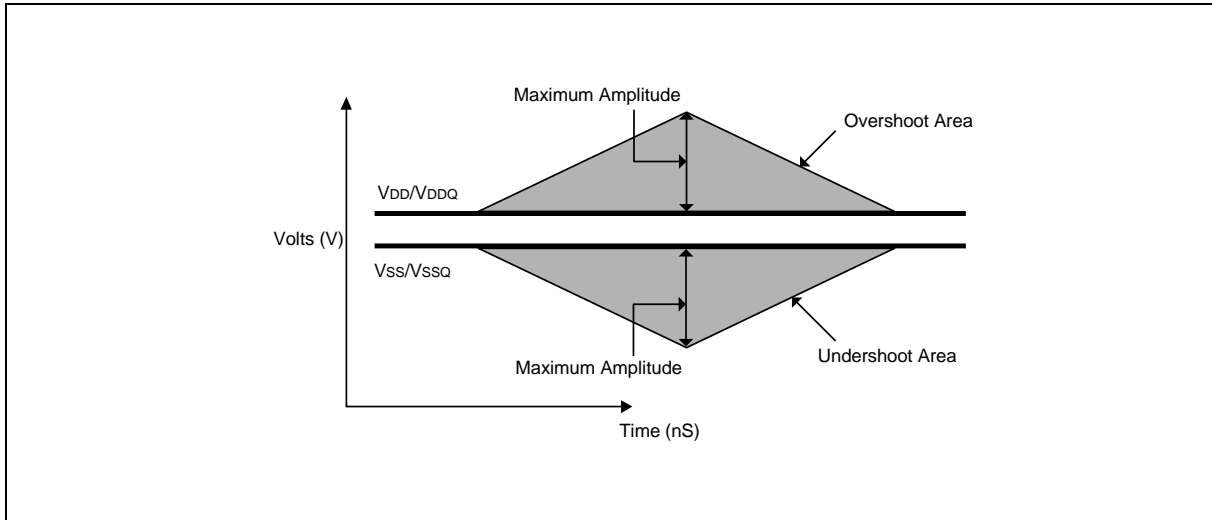 Maximum Amplitude
Overshoot Area
VDD/VDDQ
Volts (V)
VSS/VSSQ
Undershoot Area
Maximum Amplitude
Time (nS)